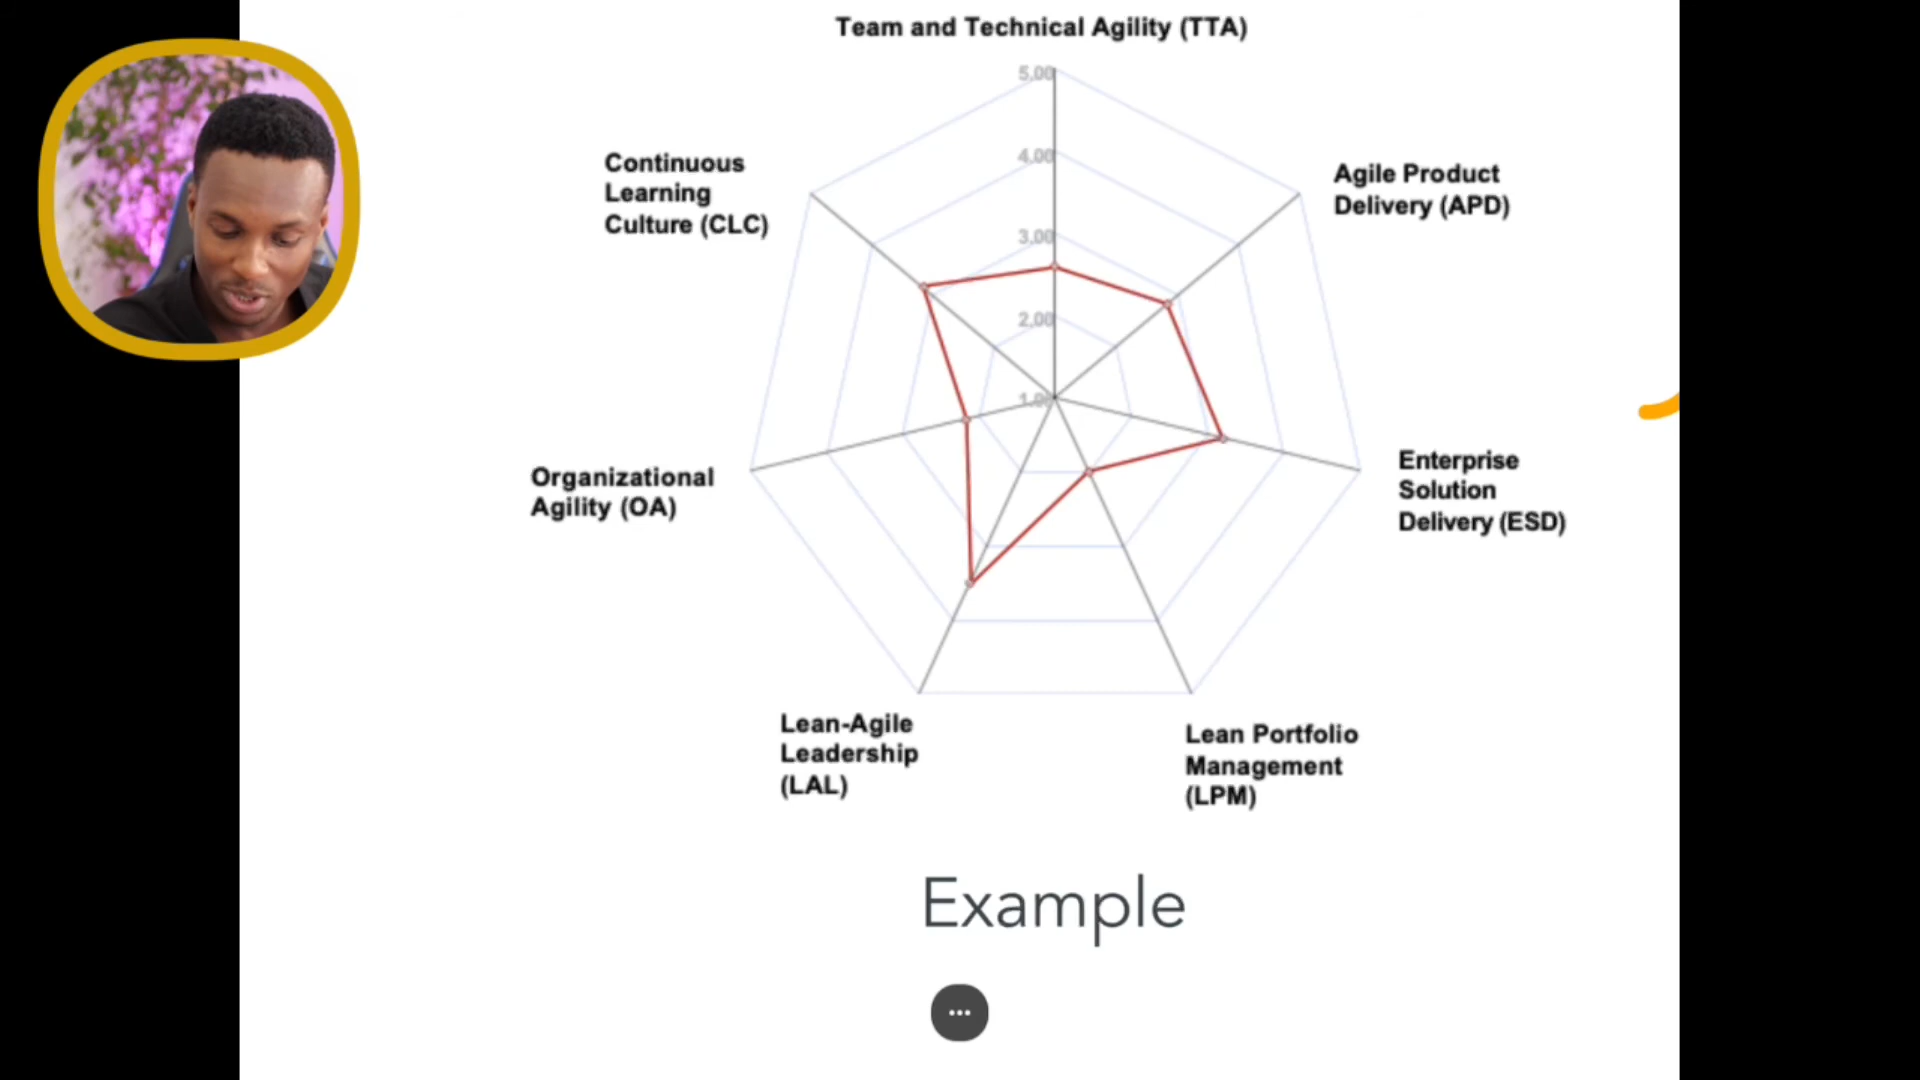 Team and Technical Agility (TTA)
5.00
4.00
3.00
2.00
1.00
Continuous
Learning
Culture (CLC)
Agile Product
Delivery (APD)
Organizational
Agility (OA)
Enterprise
Solution
Delivery (ESD)
Lean-Agile
Leadership
(LAL)
Lean Portfolio
Management
(LPM)
Example